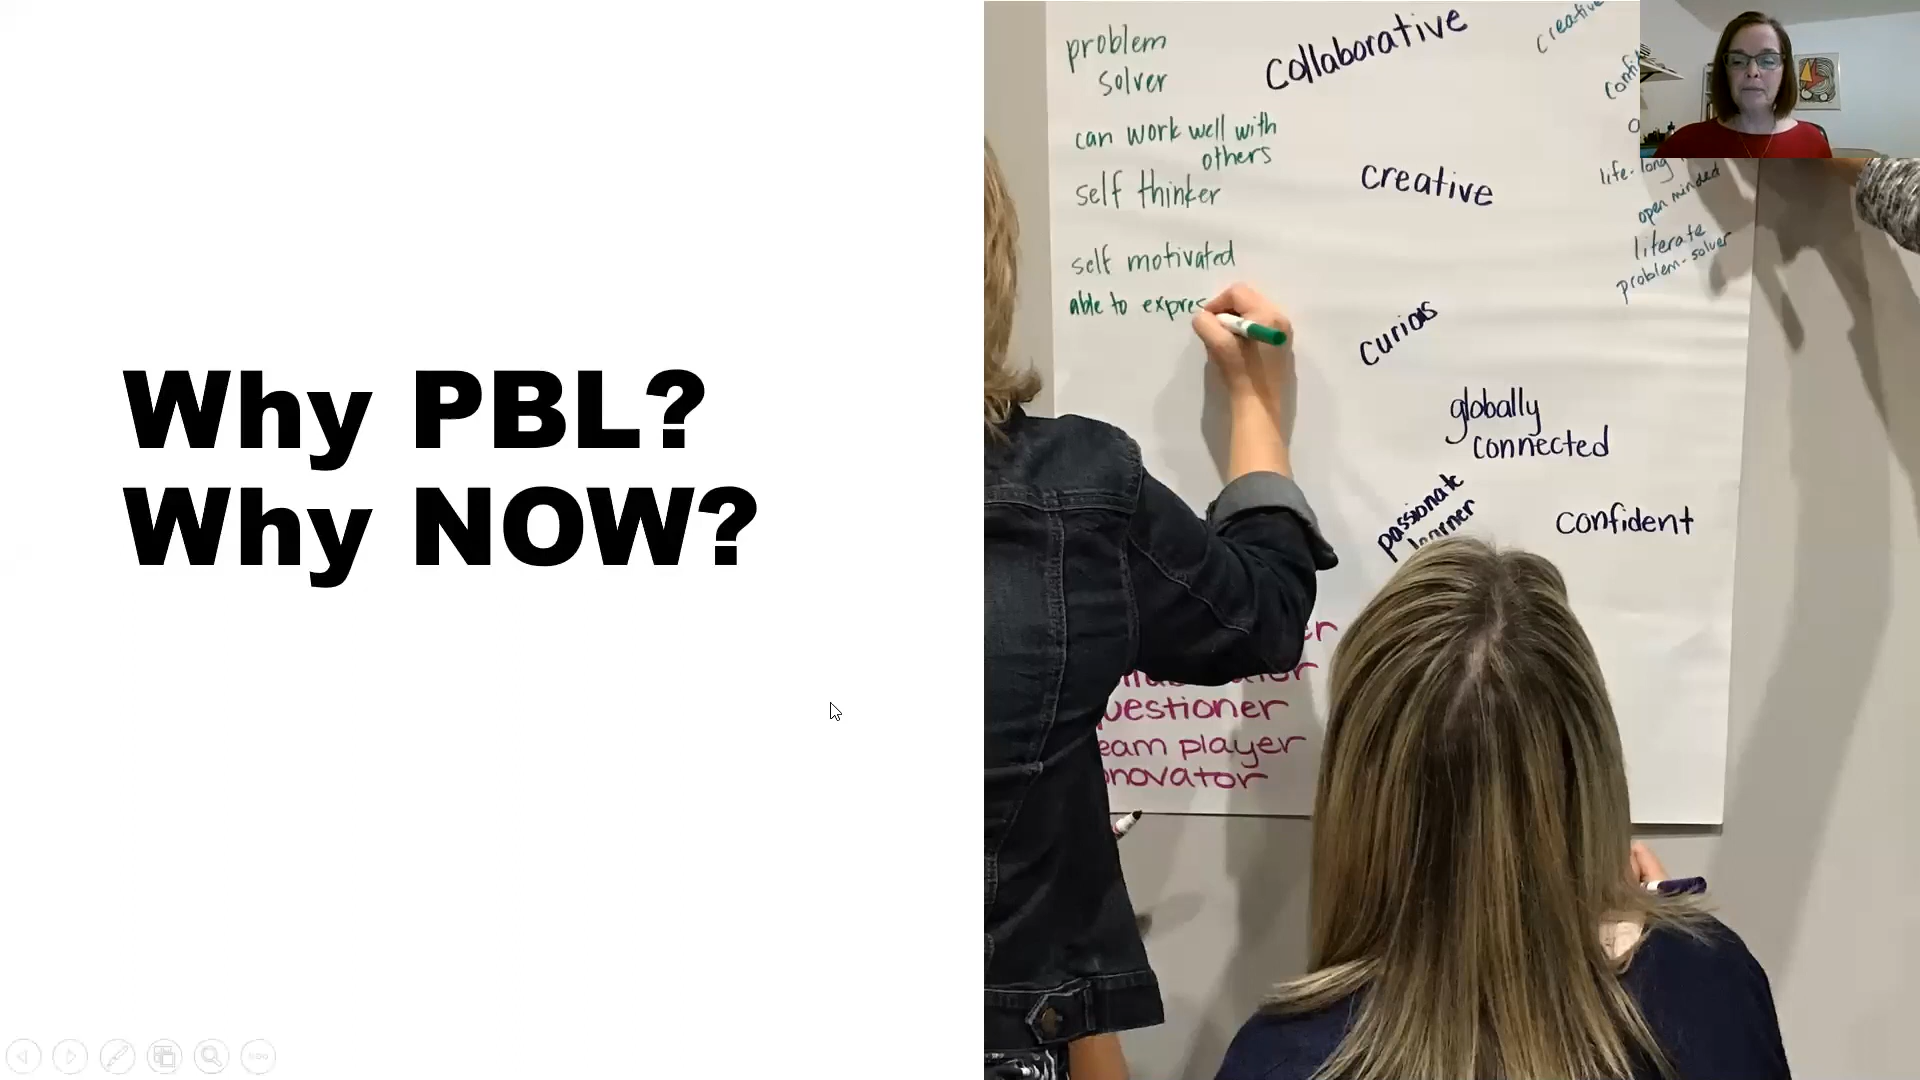 Why PBL?
Why NOW?
problem
solver
can work well with
others
self thinker
self motivated
able to expres
collaborative
creative
curious
globally
connected
passionate
learner
confident
creative
life-long
open minded
literate
problem-solver
uestioner
eam player
novator